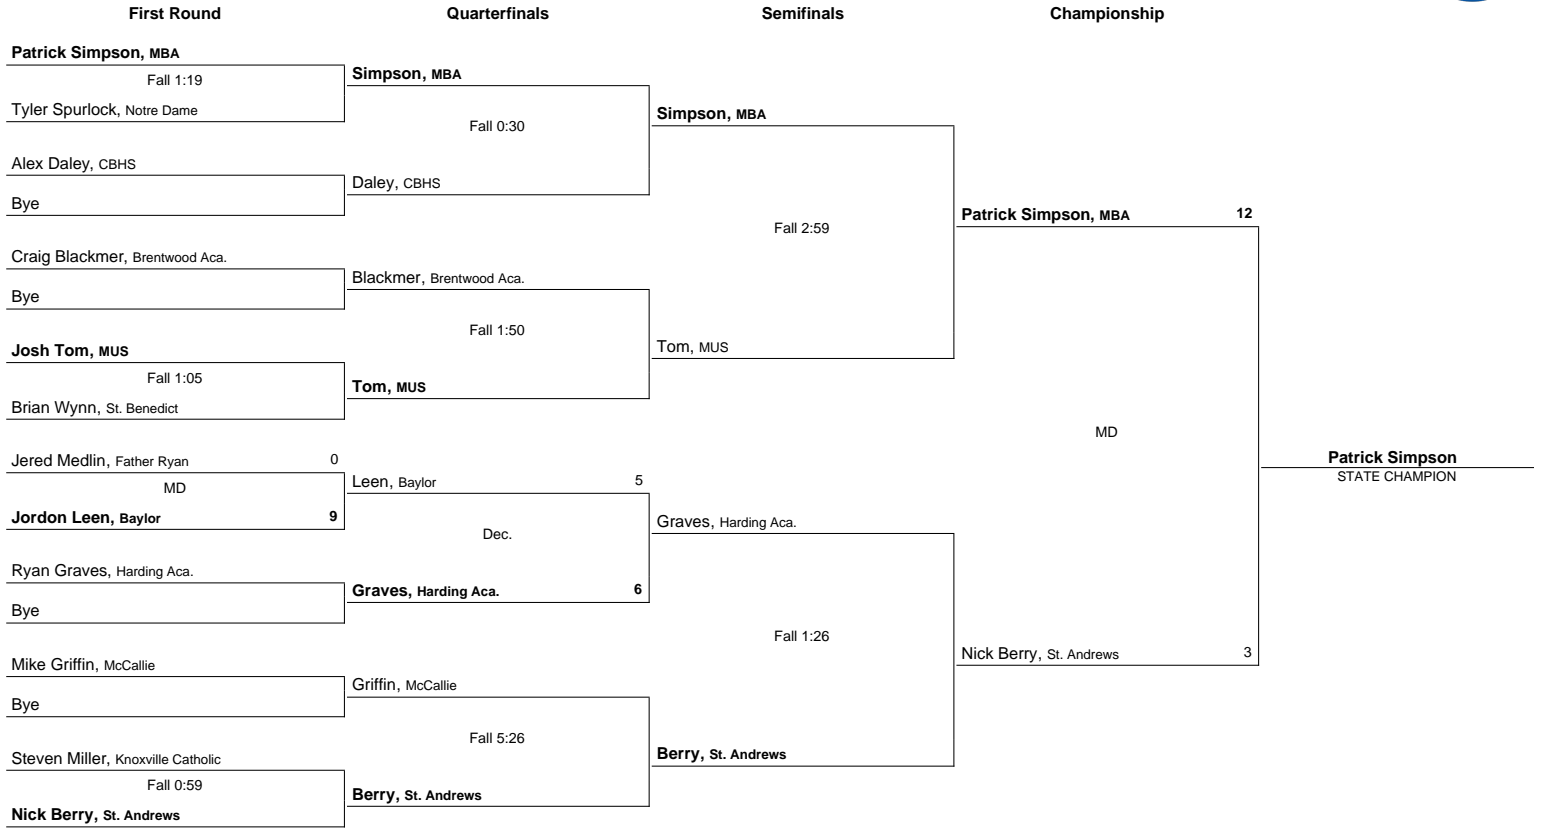 First Round Quarterfinals Semifinals Championship
Patrick Simpson, MBA
Fall 1:19
Tyler Spurlock, Notre Dame
Alex Daley, CBHS
Bye
Craig Blackmer, Brentwood Aca.
Bye
Josh Tom, MUS
Fall 1:05
Brian Wynn, St. Benedict
Jered Medlin, Father Ryan 0
MD
Jordon Leen, Baylor 9
Ryan Graves, Harding Aca.
Bye
Mike Griffin, McCallie
Bye
Steven Miller, Knoxville Catholic
Fall 0:59
Nick Berry, St. Andrews
Simpson, MBA
Fall 0:30
Daley, CBHS
Blackmer, Brentwood Aca.
Fall 1:50
Tom, MUS
Leen, Baylor 5
Dec.
Graves, Harding Aca. 6
Griffin, McCallie
Fall 5:26
Berry, St. Andrews
Simpson, MBA
Fall 2:59
Tom, MUS
Graves, Harding Aca.
Fall 1:26
Berry, St. Andrews
Patrick Simpson, MBA 12
MD
Nick Berry, St. Andrews 3
Patrick Simpson
STATE CHAMPION